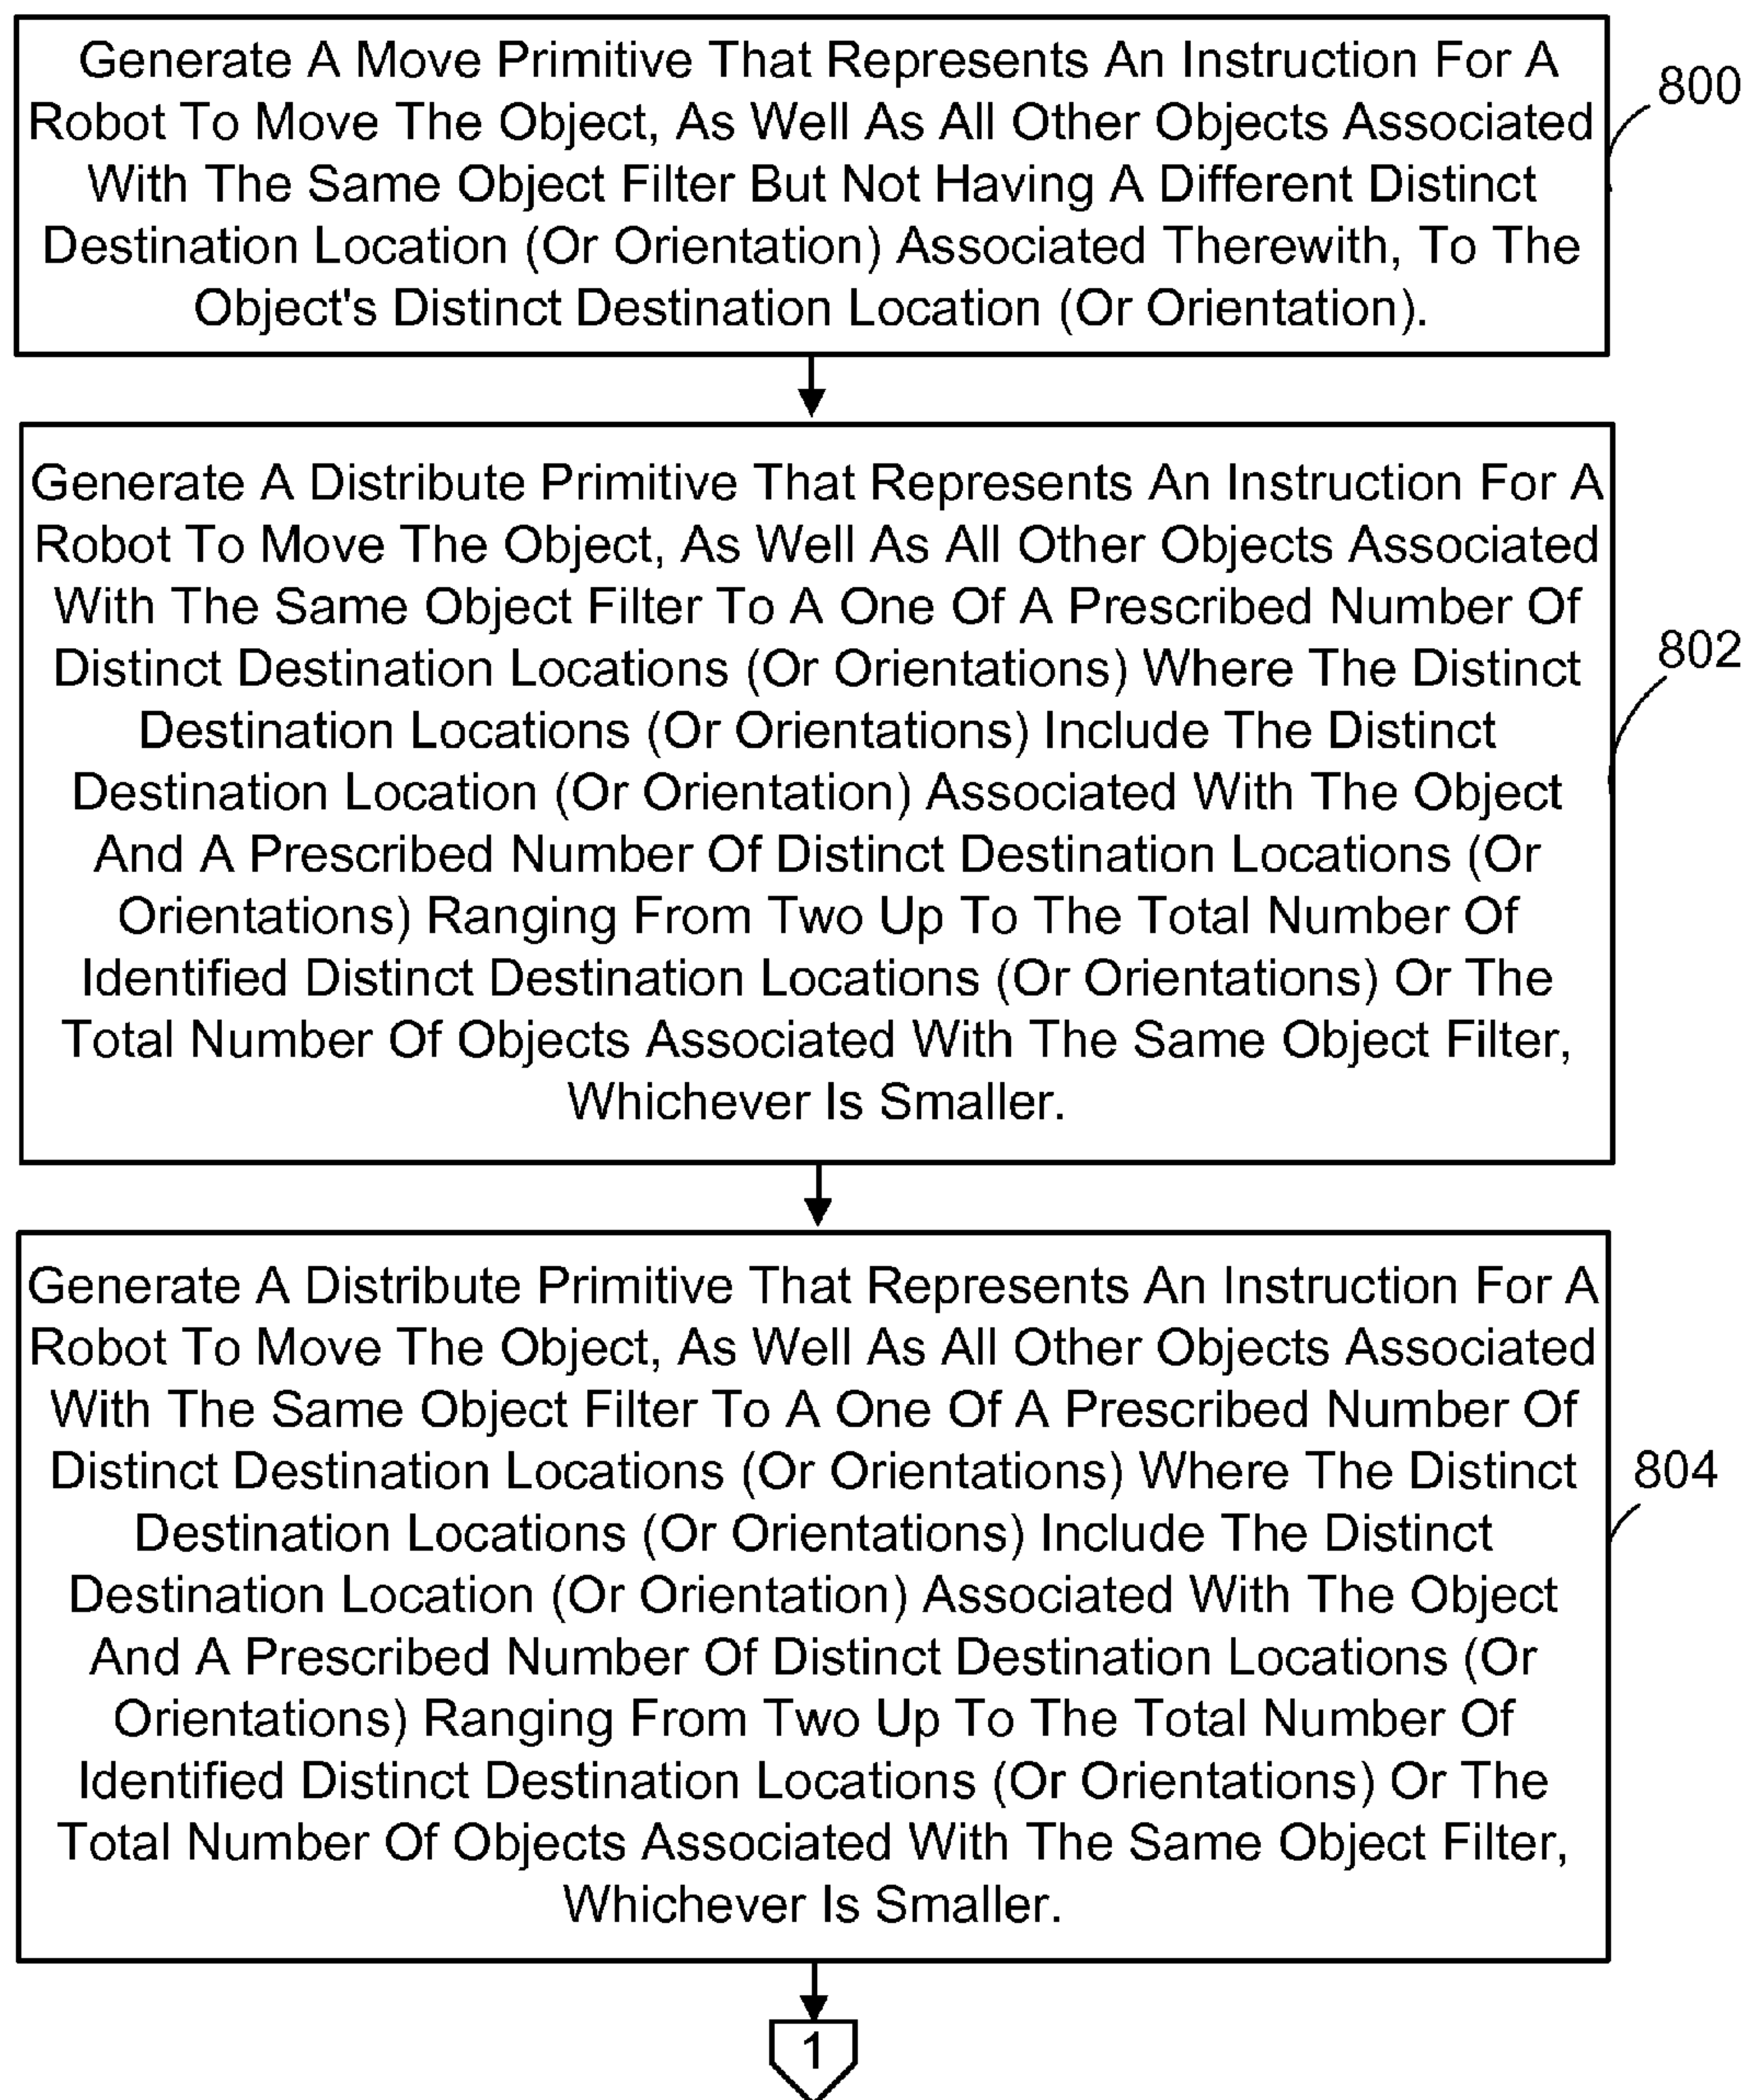 Generate A Move Primitive That Represents An Instruction For A
Robot To Move The Object, As Well As All Other Objects Associated
With The Same Object Filter But Not Having A Different Distinct
Destination Location (Or Orientation) Associated Therewith, To The
Object's Distinct Destination Location (Or Orientation).
800
Generate A Distribute Primitive That Represents An Instruction For A
Robot To Move The Object, As Well As All Other Objects Associated
With The Same Object Filter To A One Of A Prescribed Number Of
Distinct Destination Locations (Or Orientations) Where The Distinct
Destination Locations (Or Orientations) Include The Distinct
Destination Location (Or Orientation) Associated With The Object
And A Prescribed Number Of Distinct Destination Locations (Or
Orientations) Ranging From Two Up To The Total Number Of
Identified Distinct Destination Locations (Or Orientations) Or The
Total Number Of Objects Associated With The Same Object Filter,
Whichever Is Smaller.
802
Generate A Distribute Primitive That Represents An Instruction For A
Robot To Move The Object, As Well As All Other Objects Associated
With The Same Object Filter To A One Of A Prescribed Number Of
Distinct Destination Locations (Or Orientations) Where The Distinct
Destination Locations (Or Orientations) Include The Distinct
Destination Location (Or Orientation) Associated With The Object
And A Prescribed Number Of Distinct Destination Locations (Or
Orientations) Ranging From Two Up To The Total Number Of
Identified Distinct Destination Locations (Or Orientations) Or The
Total Number Of Objects Associated With The Same Object Filter,
Whichever Is Smaller.
804
1